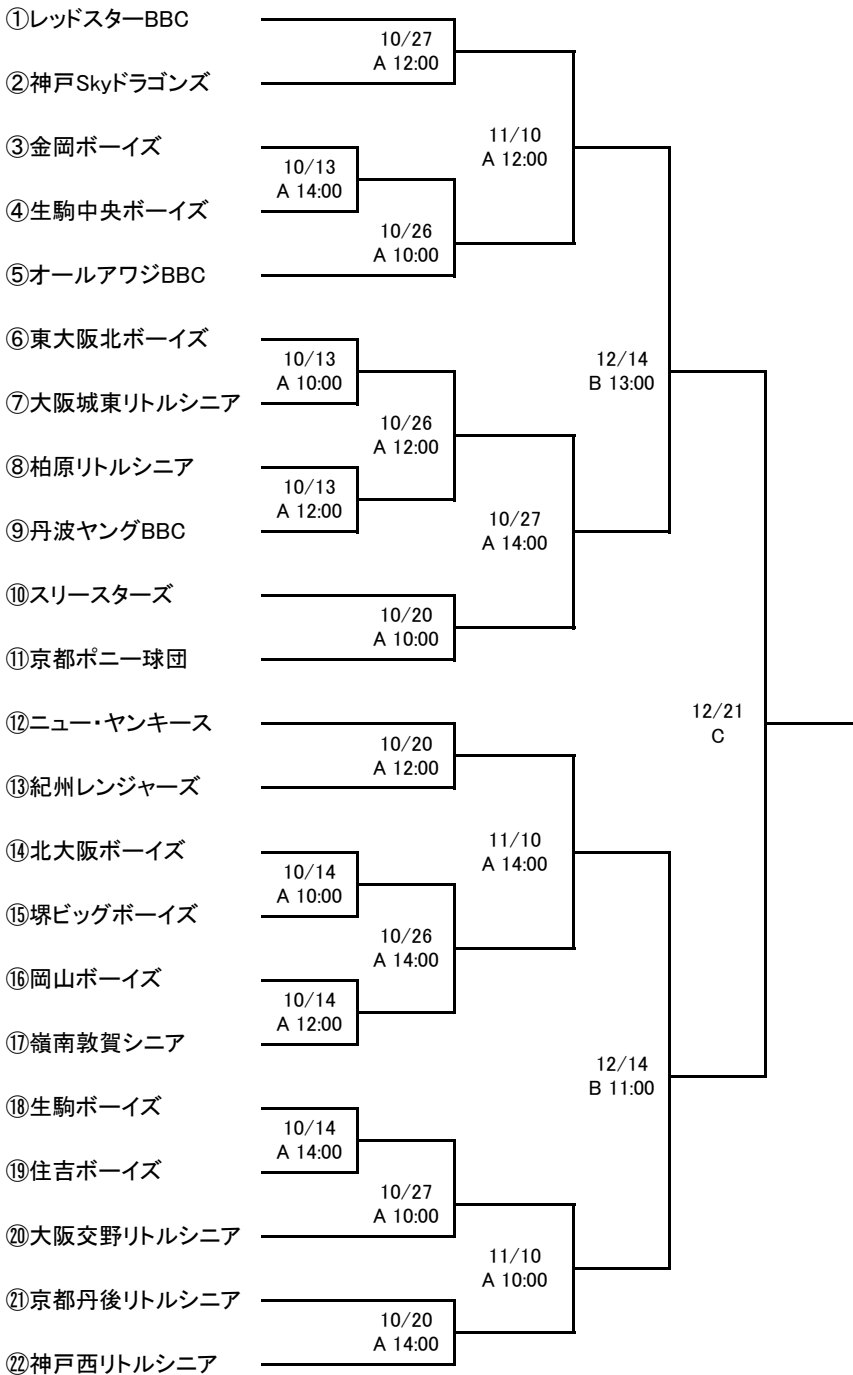 ①レッドスターBBC
10/27
A 12:00
②神戸Skyドラゴンズ
11/10
A 12:00
③金岡ボーイズ
10/13
A 14:00
④生駒中央ボーイズ
10/26
A 10:00
⑤オールアワジBBC
⑥東大阪北ボーイズ
10/13
A 10:00
12/14
B 13:00
⑦大阪城東リトルシニア
10/26
A 12:00
⑧柏原リトルシニア
10/13
A 12:00
⑨丹波ヤングBBC
10/27
A 14:00
⑩スリースターズ
10/20
A 10:00
⑪京都ポニー球団
⑫ニュー・ヤンキース
12/21
C
10/20
A 12:00
⑬紀州レンジャーズ
⑭北大阪ボーイズ
11/10
A 14:00
10/14
A 10:00
⑮堺ビッグボーイズ
10/26
A 14:00
⑯岡山ボーイズ
10/14
A 12:00
⑰嶺南敦賀シニア
12/14
B 11:00
⑱生駒ボーイズ
10/14
A 14:00
⑲住吉ボーイズ
10/27
A 10:00
⑳大阪交野リトルシニア
11/10
A 10:00
㉑京都丹後リトルシニア
10/20
A 14:00
㉒神戸西リトルシニア